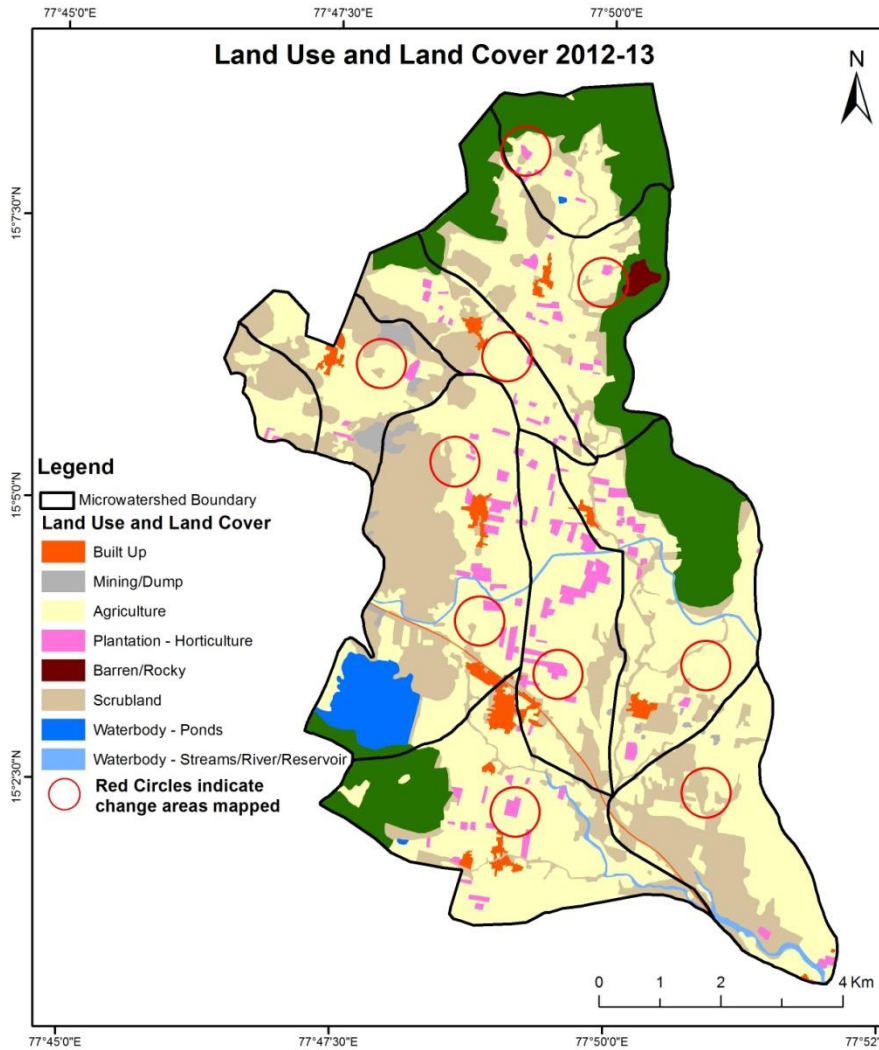 77°45'0"E
77°47'30"E
77°50'0"E
Land Use and Land Cover 2012-13
N
15°7'30"N
15°5'0"N
15°2'30"N
Legend
Microwatershed Boundary
Land Use and Land Cover
Built Up
Mining/Dump
Agriculture
Plantation - Horticulture
Barren/Rocky
Scrubland
Waterbody - Ponds
Waterbody - Streams/River/Reservoir
Red Circles indicate
change areas mapped
0 1 2 4 Km
77°45'0"E
77°47'30"E
77°50'0"E
77°52'